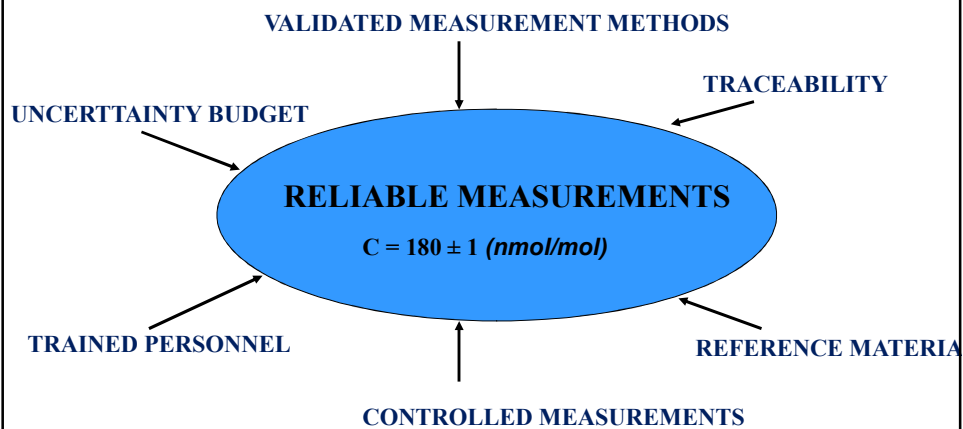 VALIDATED MEASUREMENT METHODS
TRACEABILITY
UNCERTTAINTY BUDGET
RELIABLE MEASUREMENTS
C = 180 ± 1 (nmol/mol)
TRAINED PERSONNEL
REFERENCE MATERIA
CONTROLLED MEASUREMENTS